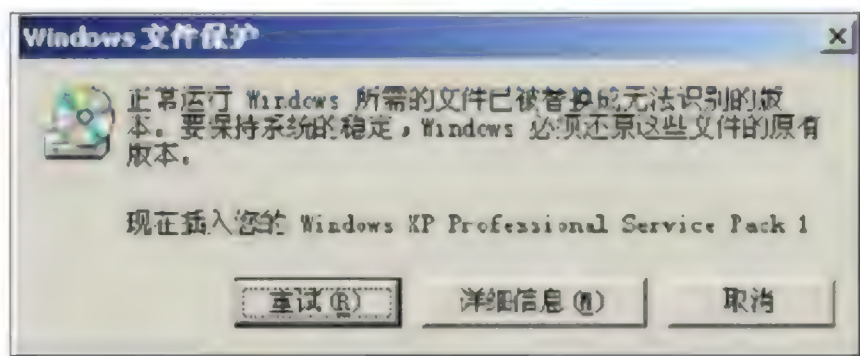 Windows 文件保护
正常运行 Windows 所需的文件已被替换成无法识别的版
本。要保持系统的稳定，Windows 必须还原这些文件的原有
版本。
现在插入您的 Windows XP Professional Service Pack 1
重试(R) 详细信息(M) 取消